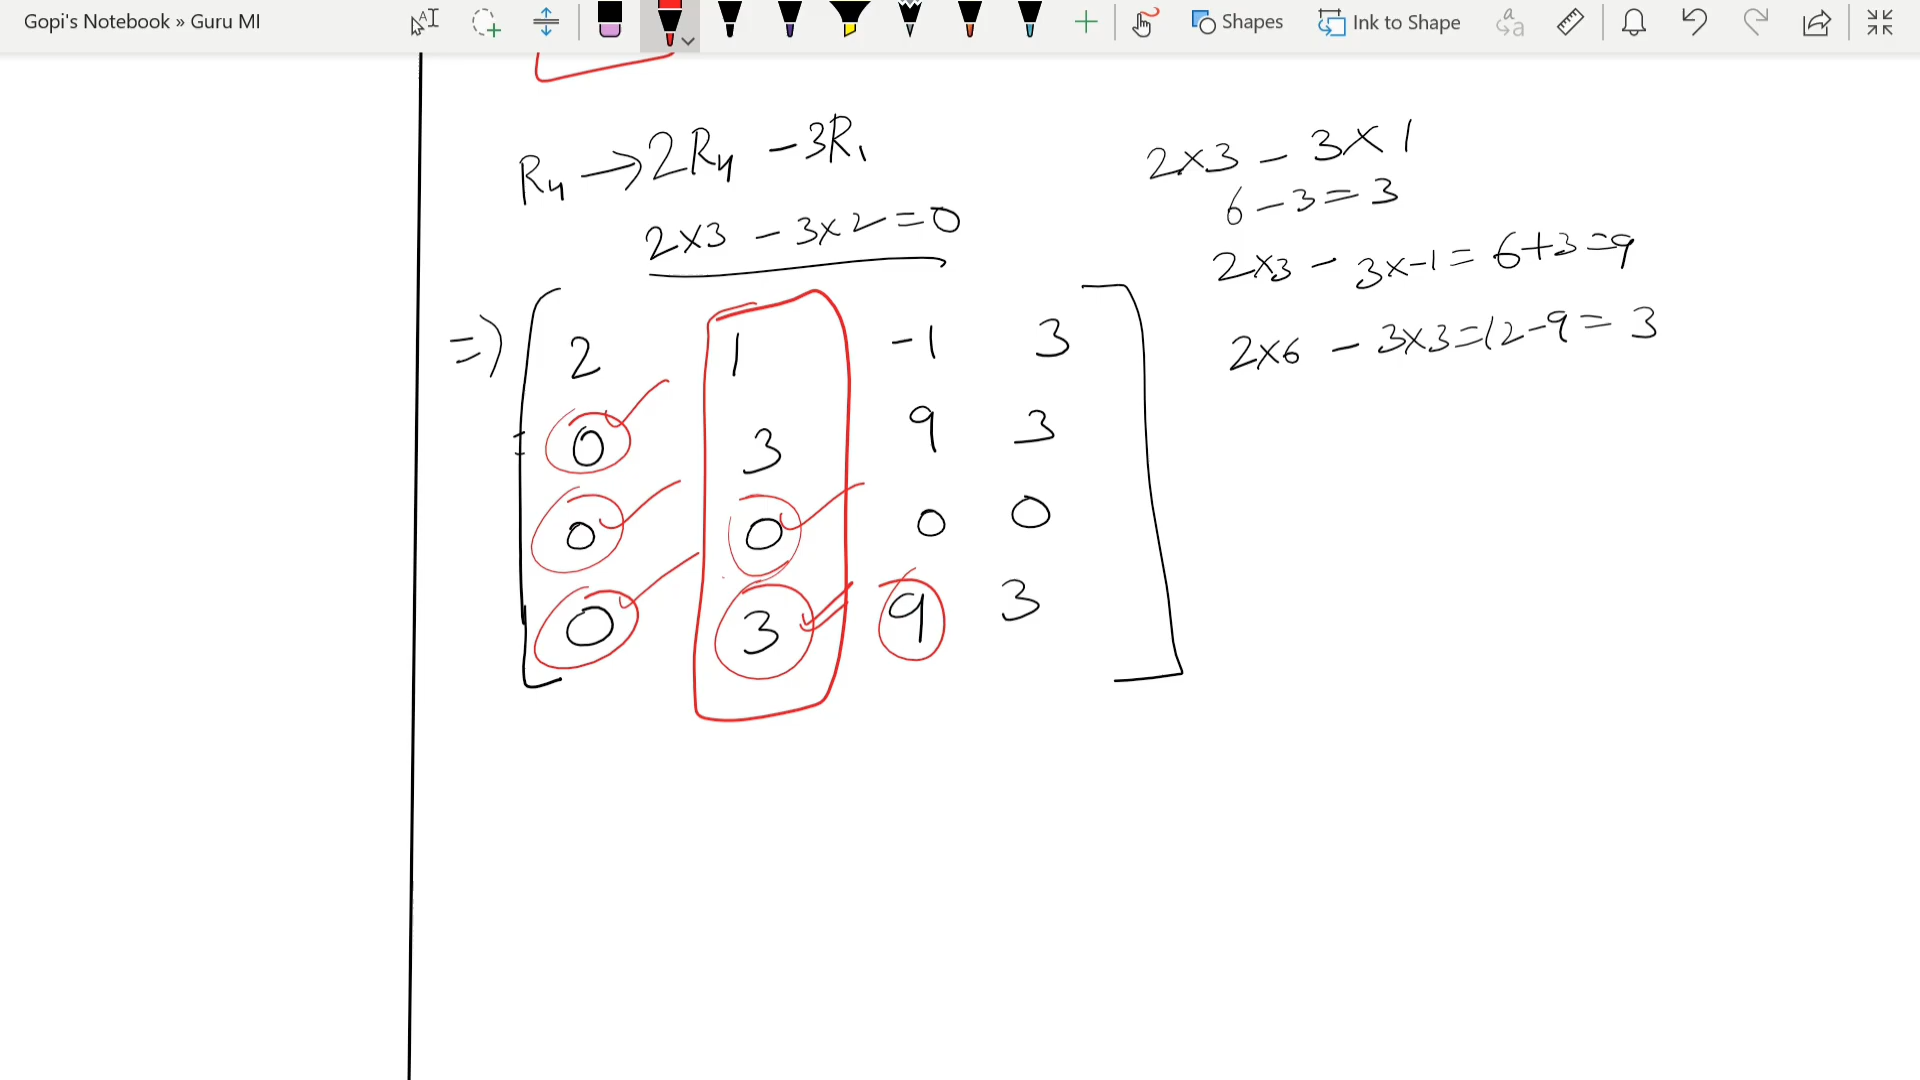 Gopi's Notebook » Guru MI
Shapes
Ink to Shape
R₄ → 2R₄ - 3R₁
2×3 - 3×2 = 0
2×3 - 3×1
6 - 3 = 3
2×3 - 3×-1 = 6+3 = 9
2×6 - 3×3 = 12-9 = 3
=> 2 1 -1 3
= 0 3 9 3
0 0 0 0
0 3 9 3